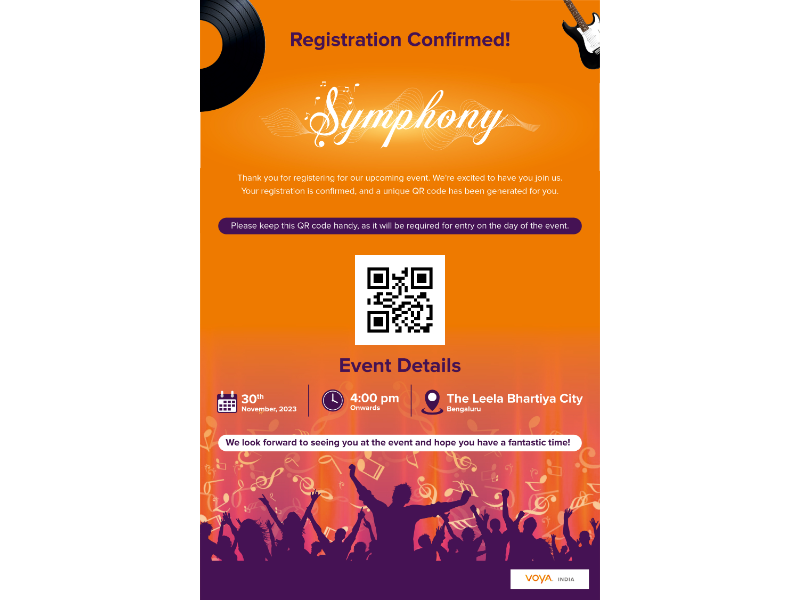 Registration Confirmed!
Symphony
Thank you for registering for our upcoming event. We're excited to have you join us.
Your registration is confirmed, and a unique QR code has been generated for you.
Please keep this QR code handy, as it will be required for entry on the day of the event.
Event Details
30th
November, 2023
4:00 pm
Onwards
The Leela Bhartiya City
Bengaluru
We look forward to seeing you at the event and hope you have a fantastic time!
VOYA INDIA